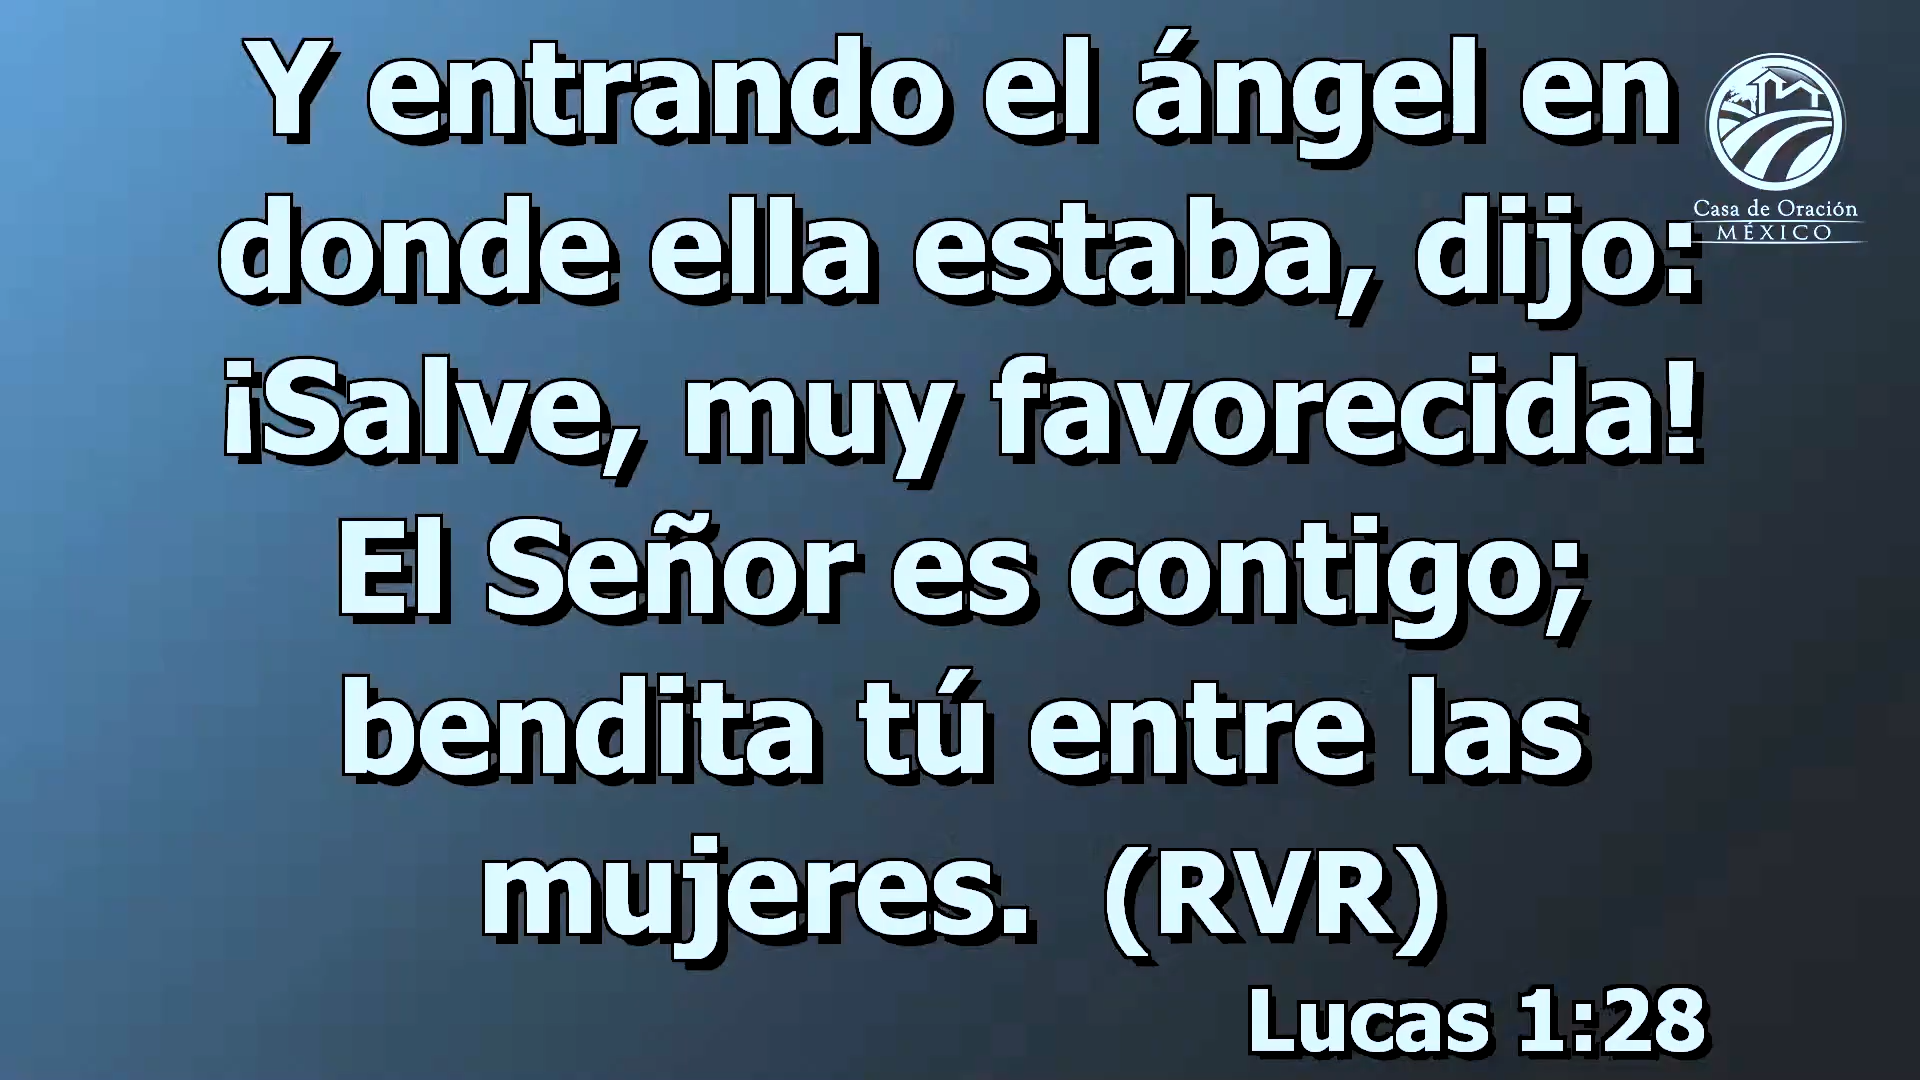 Y entrando el ángel en
donde ella estaba, dijo:
¡Salve, muy favorecida!
El Señor es contigo;
bendita tú entre las
mujeres.  (RVR)
Lucas 1:28
Casa de Oración
MÉXICO